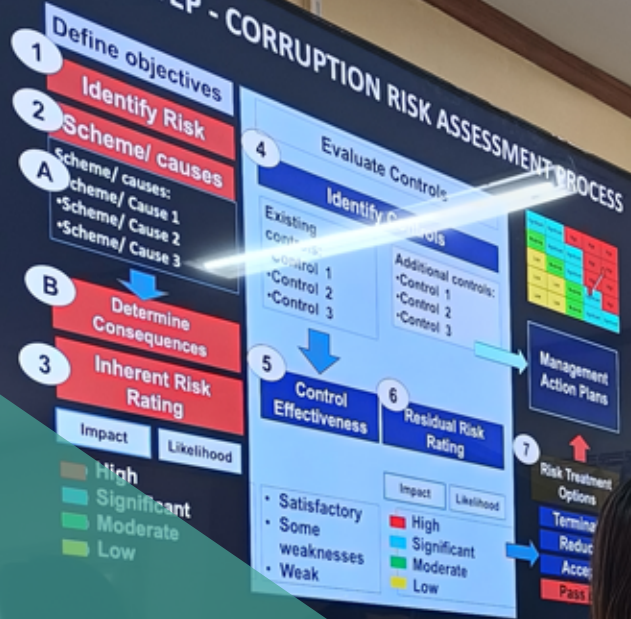 - CORRUPTION RISK ASSESSMENT PROCESS
1
Define objectives
Identify Risk
2
Scheme/ causes
A
Scheme/ causes:
Scheme/ Cause 1
•Scheme/ Cause 2
•Scheme/ Cause 3
B
Determine
Consequences
3
Inherent Risk
Rating
Impact
Likelihood
High
Significant
Moderate
Low
4
Evaluate Controls
Identify Controls
Existing
controls:
Control 1
•Control 2
•Control 3
Additional controls:
•Control 1
•Control 2
•Control 3
5
Control
Effectiveness
• Satisfactory
• Some
weaknesses
• Weak
6
Residual Risk
Rating
Impact
Likelihood
High
Significant
Moderate
Low
Management
Action Plans
7
Risk Treatment
Options